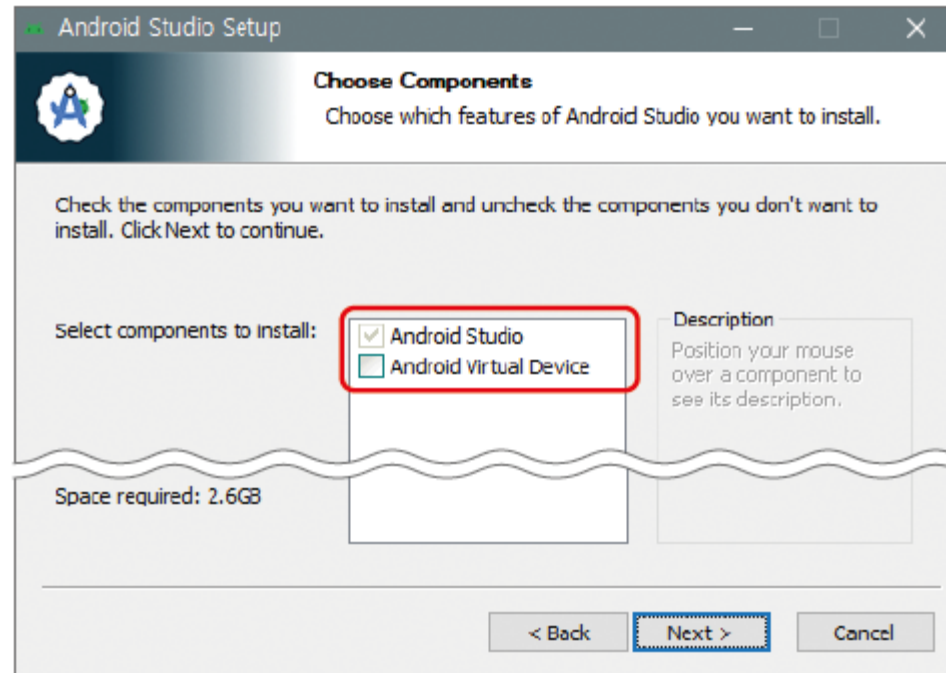 Android Studio Setup
Choose Components
Choose which features of Android Studio you want to install.
Check the components you want to install and uncheck the components you don't want to
install. Click Next to continue.
Select components to install:
Android Studio
Android Virtual Device
Description
Position your mouse
over a component to
see its description.
Space required: 2.6GB
< Back
Next >
Cancel